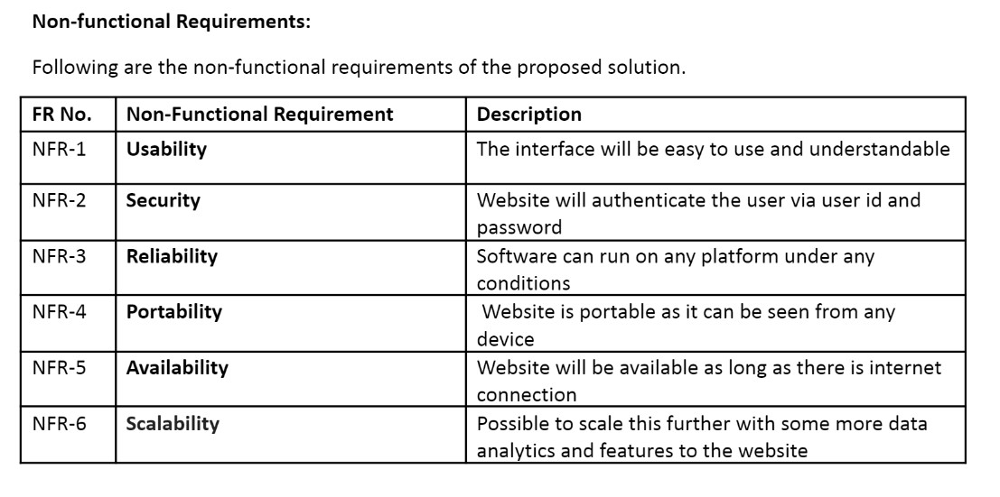 Non-functional Requirements:
Following are the non-functional requirements of the proposed solution.
FR No. Non-Functional Requirement Description
NFR-1 Usability The interface will be easy to use and understandable
NFR-2 Security Website will authenticate the user via user id and
password
NFR-3 Reliability Software can run on any platform under any
conditions
NFR-4 Portability Website is portable as it can be seen from any
device
NFR-5 Availability Website will be available as long as there is internet
connection
NFR-6 Scalability Possible to scale this further with some more data
analytics and features to the website